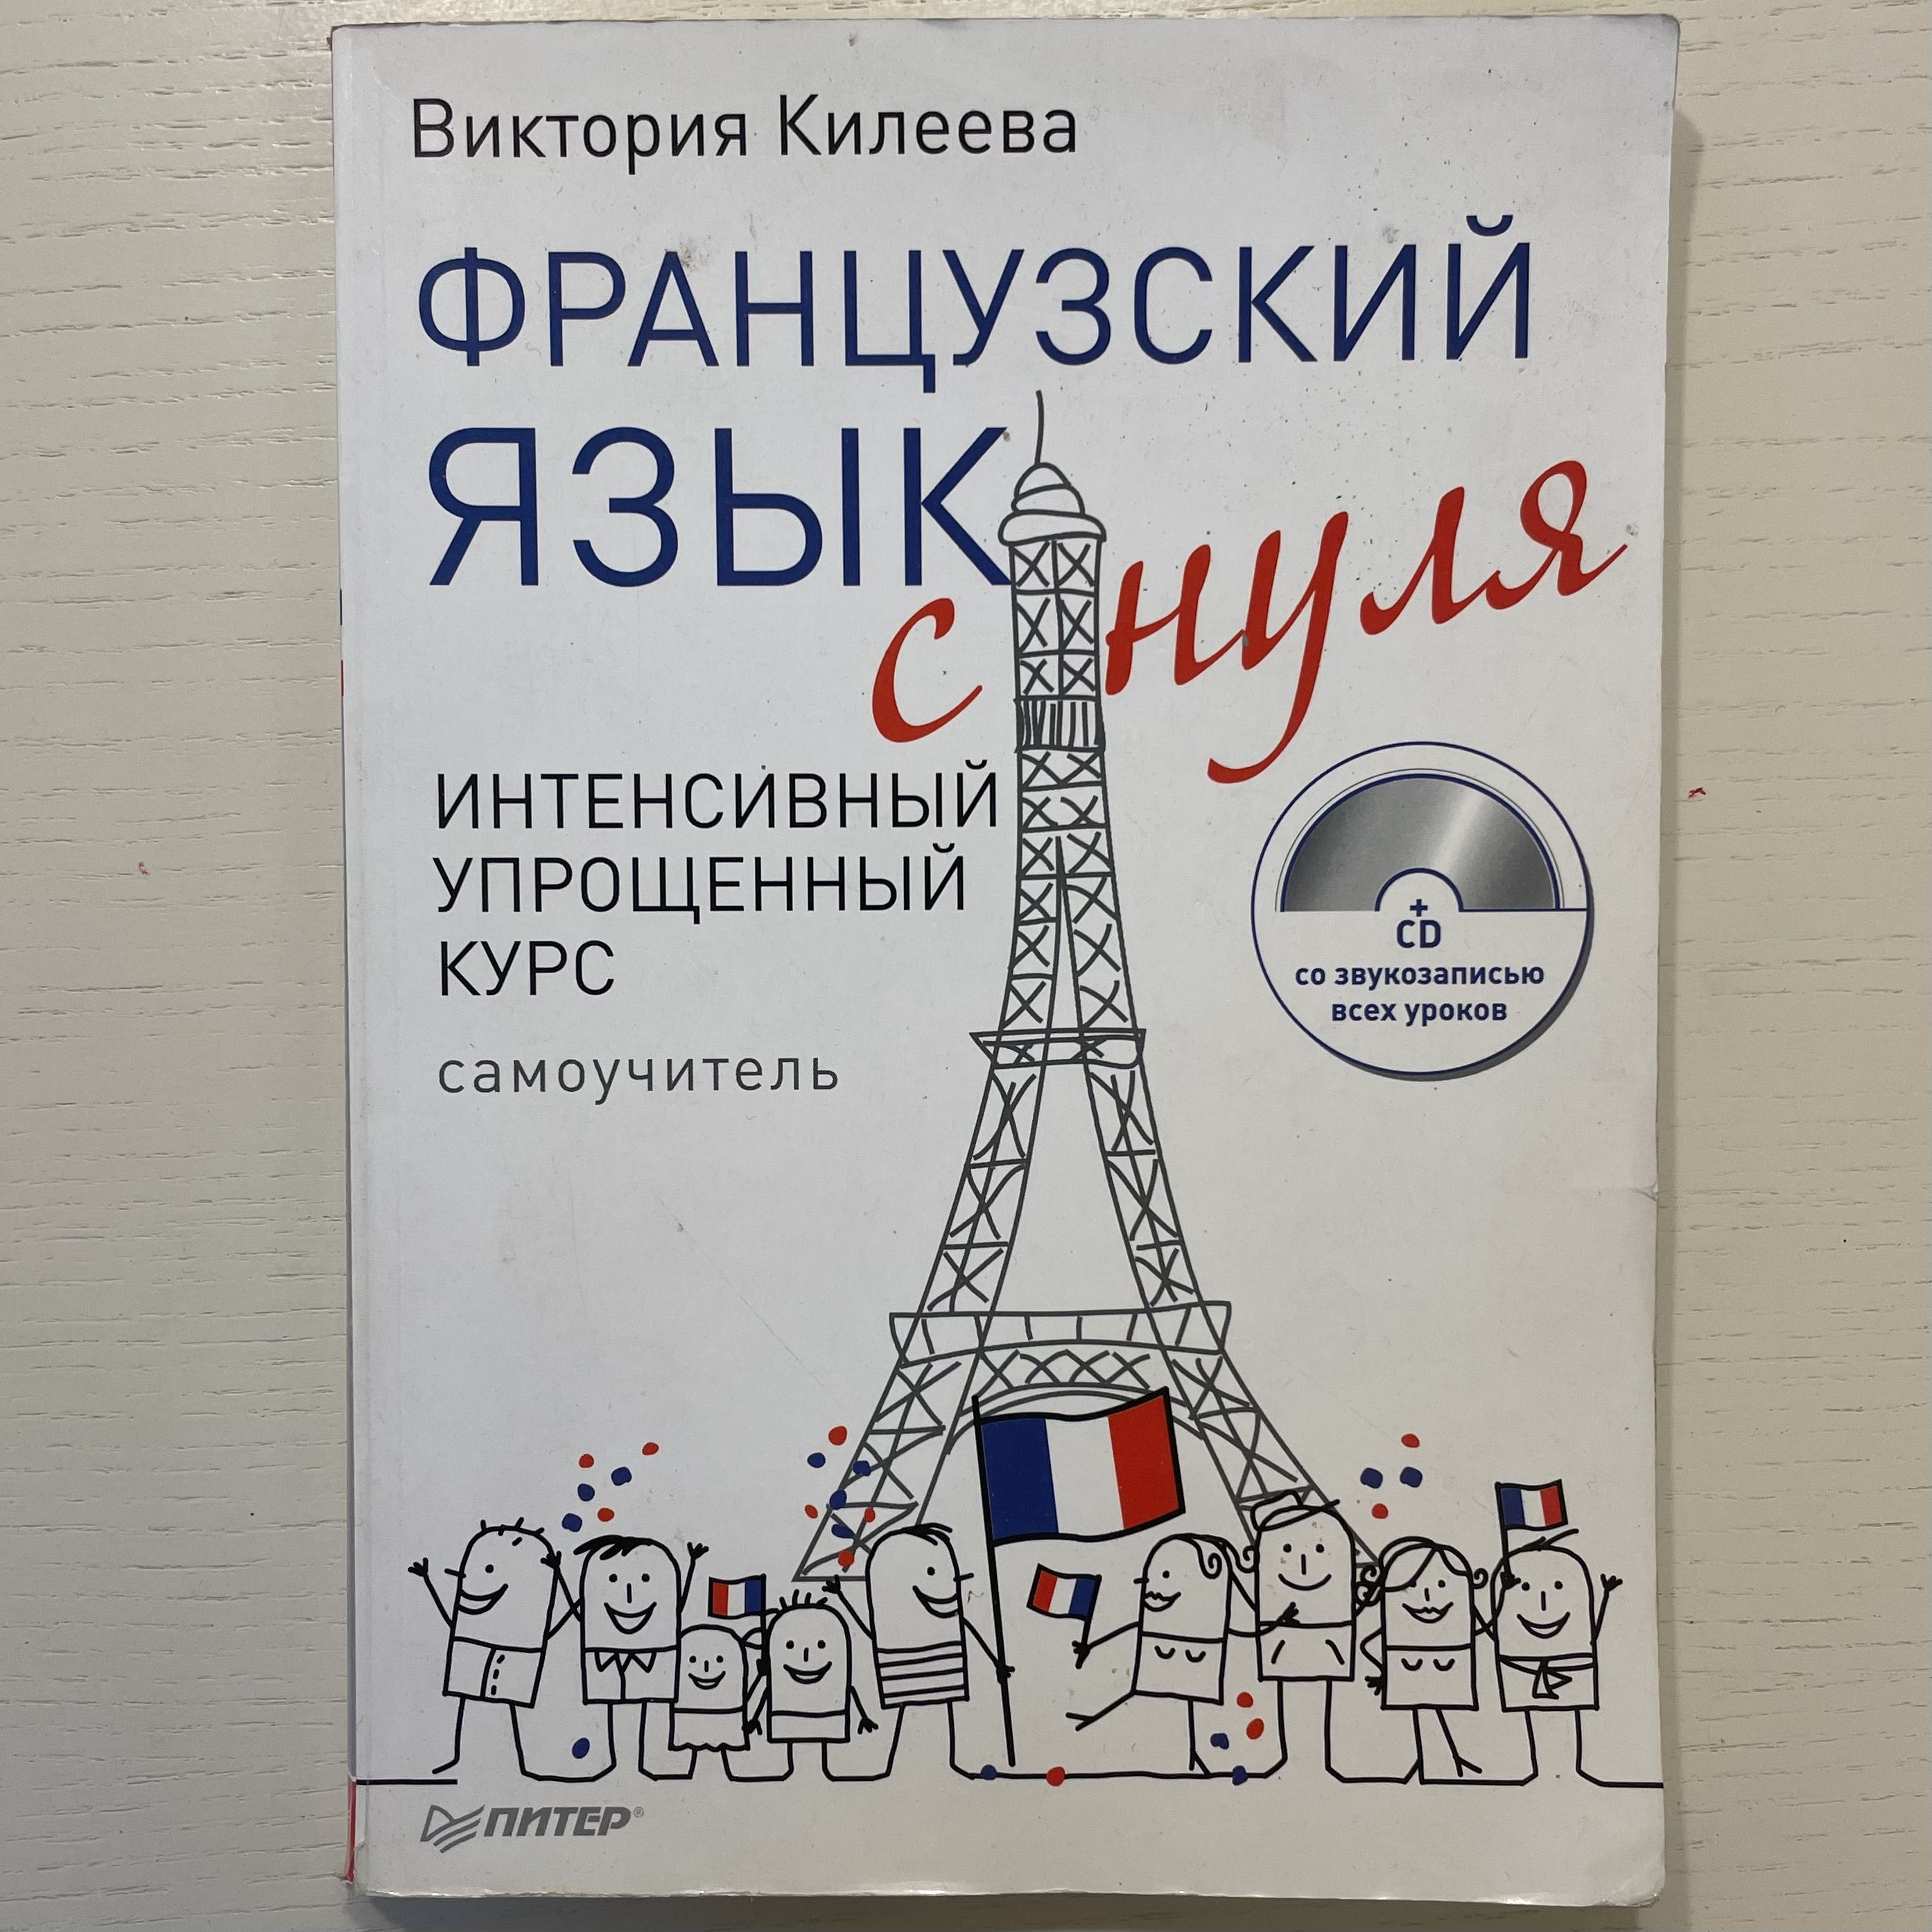 Виктория Килеева
ФРАНЦУЗСКИЙ
ЯЗЫК
с нуля
ИНТЕНСИВНЫЙ
УПРОЩЕННЫЙ
КУРС
самоучитель
+
CD
со звукозаписью
всех уроков
ПИТЕР®